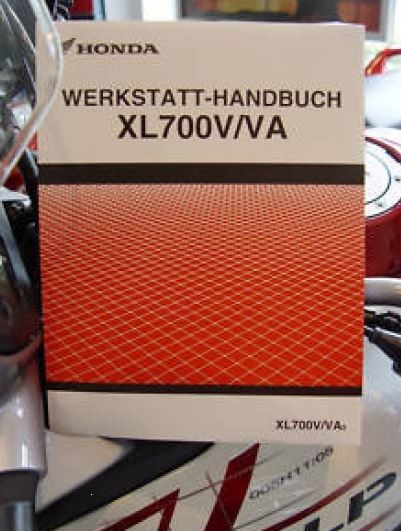 HONDA
WERKSTATT-HANDBUCH
XL700V/VA
XL700V/VA8